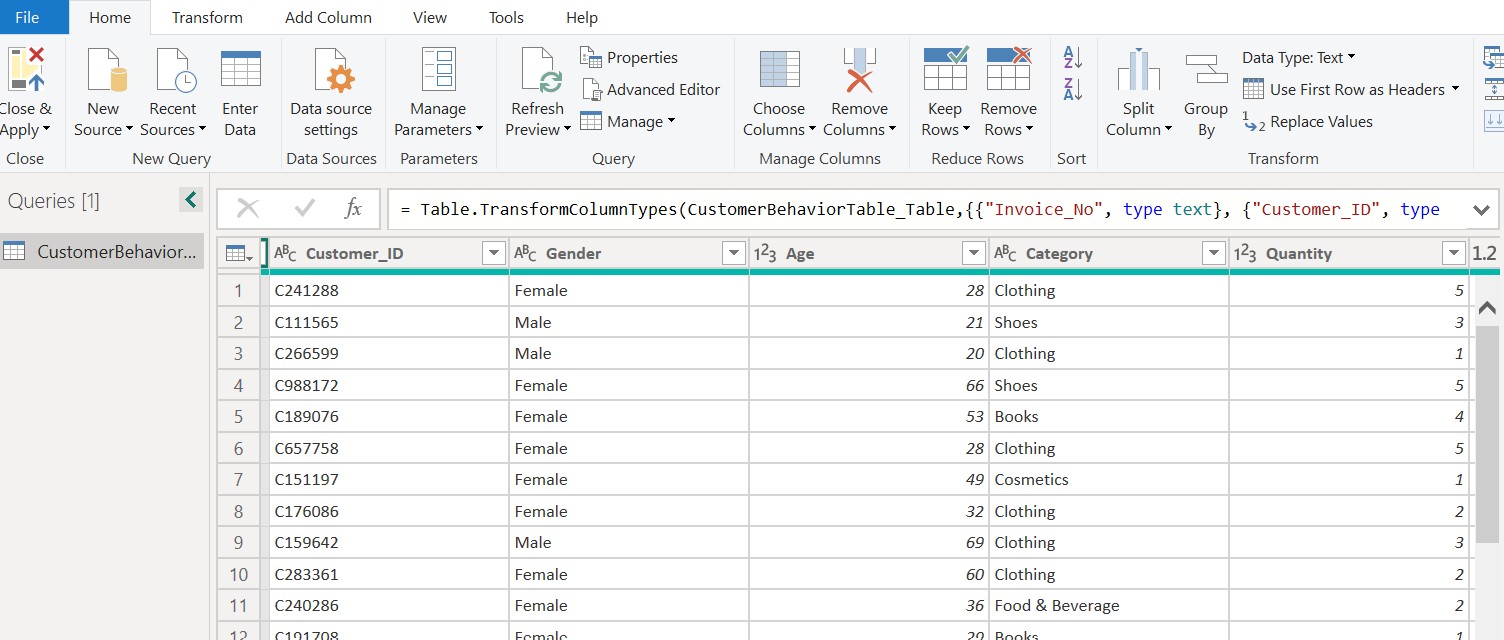 File Home Transform Add Column View Tools Help
Close & Apply
Close
New Source
Recent Sources
Enter Data
New Query
Data source settings
Data Sources
Manage Parameters
Parameters
Refresh Preview
Properties
Advanced Editor
Manage
Query
Choose Columns
Remove Columns
Manage Columns
Keep Rows
Remove Rows
Reduce Rows
A Z
Z A
Sort
Split Column
Group By
Data Type: Text
Use First Row as Headers
1 2 Replace Values
Transform
Queries [1]
CustomerBehavior...
fx = Table.TransformColumnTypes(CustomerBehaviorTable_Table,{{"Invoice_No", type text}, {"Customer_ID", type
ABC Customer_ID ABC Gender 123 Age ABC Category 123 Quantity 1.2
1 C241288 Female 28 Clothing 5
2 C111565 Male 21 Shoes 3
3 C266599 Male 20 Clothing 1
4 C988172 Female 66 Shoes 5
5 C189076 Female 53 Books 4
6 C657758 Female 28 Clothing 5
7 C151197 Female 49 Cosmetics 1
8 C176086 Female 32 Clothing 2
9 C159642 Male 69 Clothing 3
10 C283361 Female 60 Clothing 2
11 C240286 Female 36 Food & Beverage 2
12 C191708 Female 29 Books 1